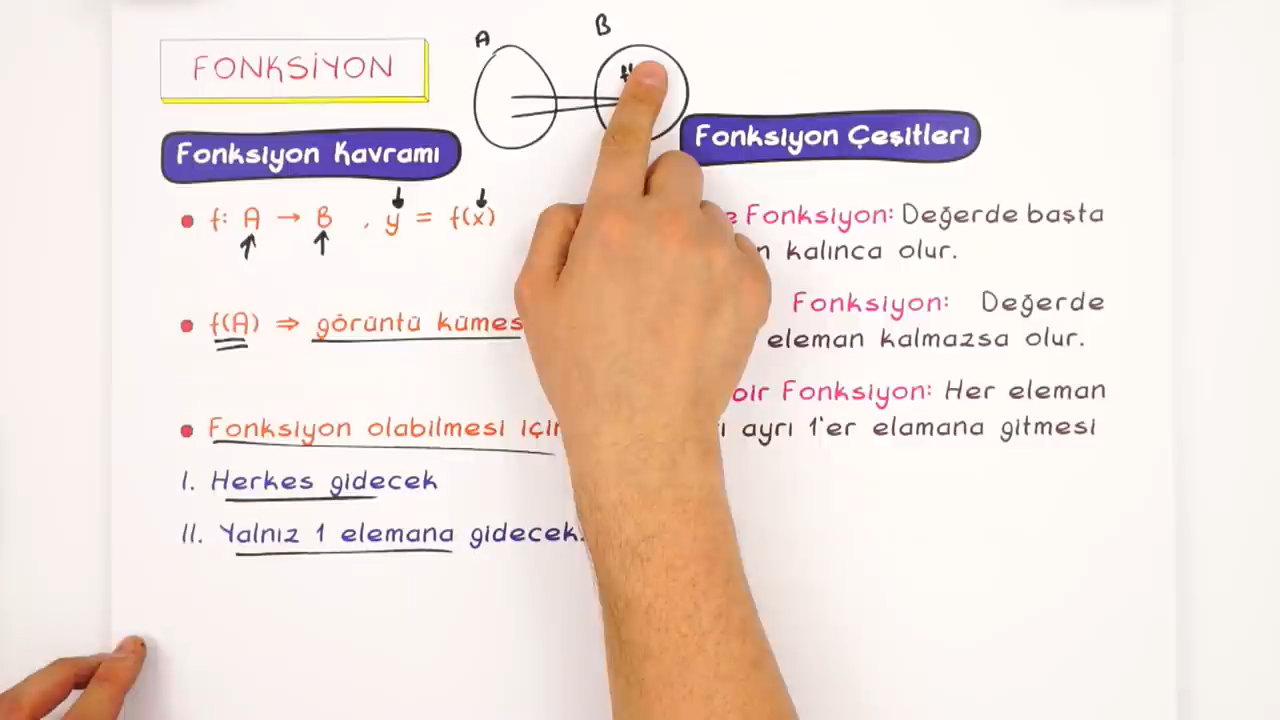 FONKSİYON
A
B
Fonksiyon Kavramı
f: A → B , y = f(x)
f(A) ⇒ görüntü kümes
Fonksiyon olabilmesi için
I. Herkes gidecek
II. Yalnız 1 elemana gidecek.
Fonksiyon Çeşitleri
Fonksiyon: Değerde başta
kalınca olur.
Fonksiyon: Değerde
eleman kalmazsa olur.
Fonksiyon: Her eleman
ayrı 1'er elamana gitmesi